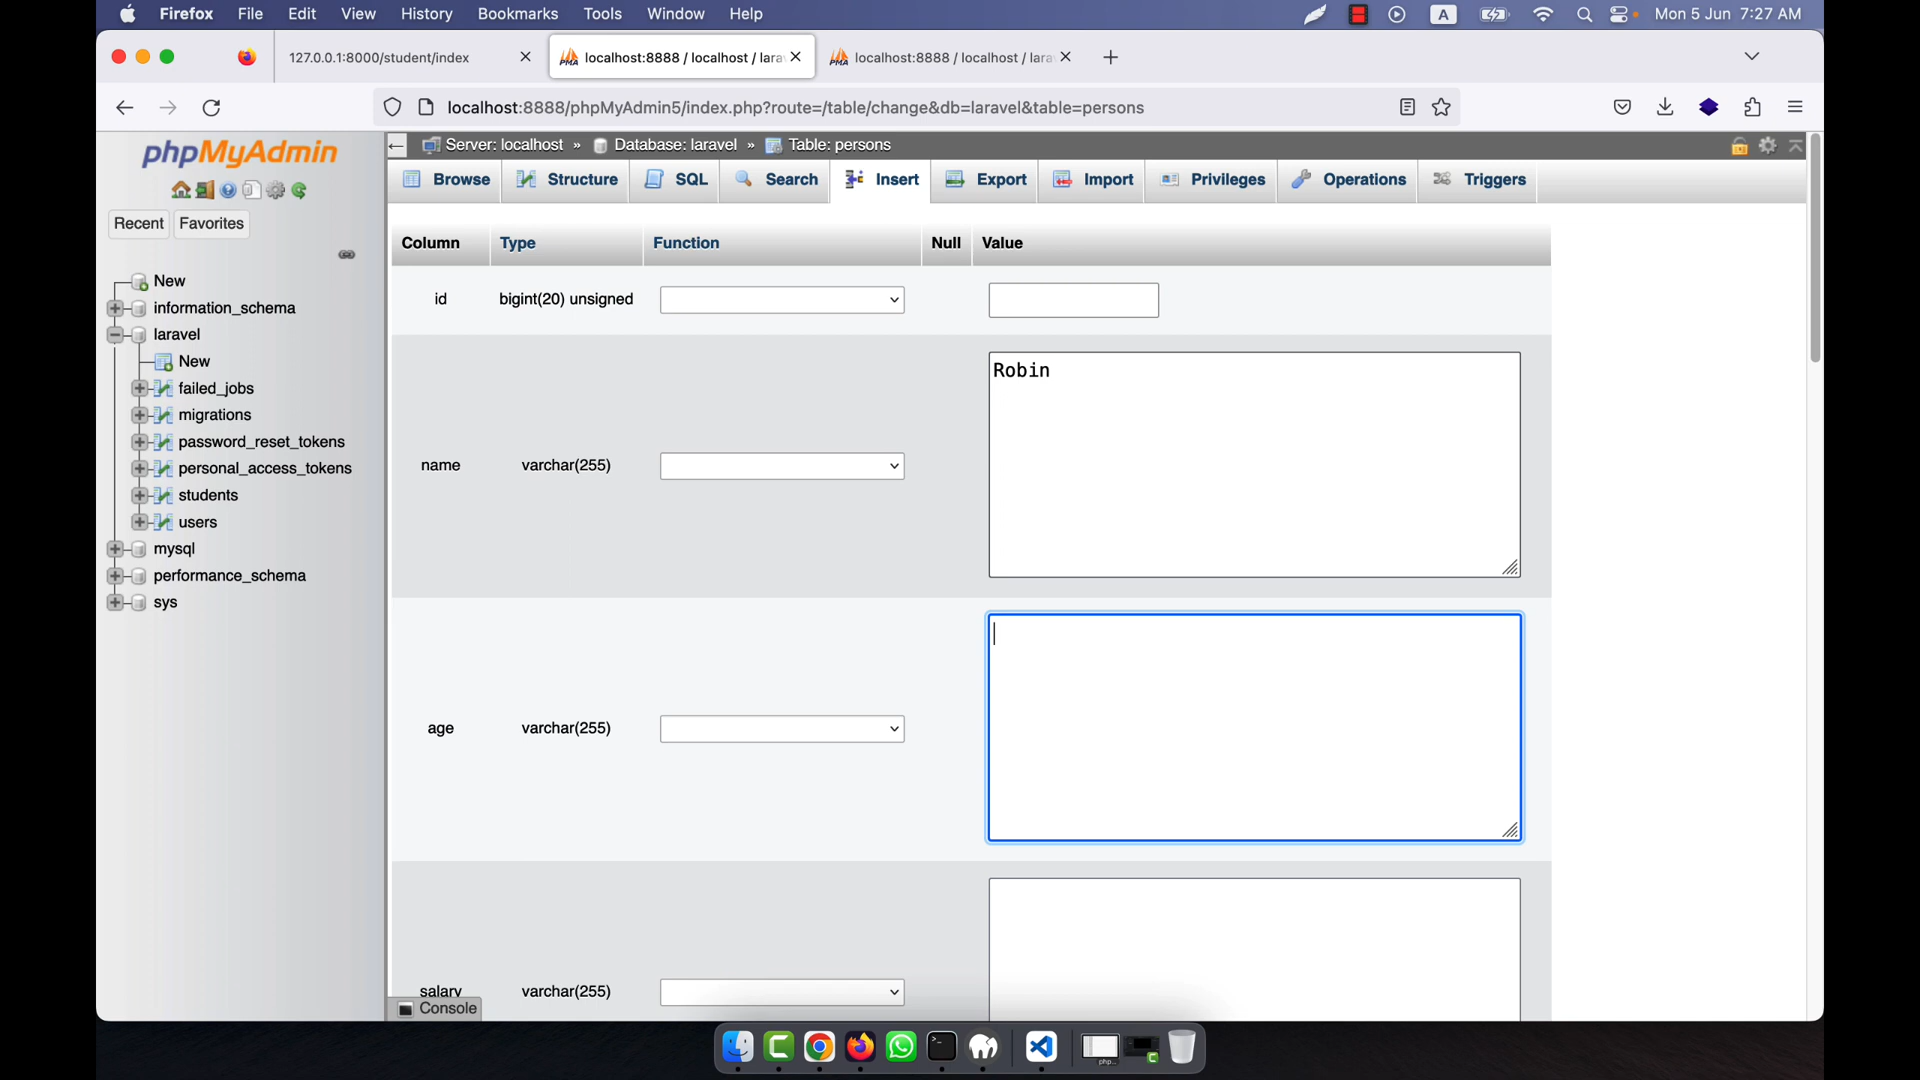 Firefox File Edit View History Bookmarks Tools Window Help A Mon 5 Jun 7:27 AM
127.0.0.1:8000/student/index localhost:8888 / localhost / lara localhost:8888 / localhost / lara
localhost:8888/phpMyAdmin5/index.php?route=/table/change&db=laravel&table=persons
phpMyAdmin
Recent Favorites
New
information_schema
laravel
New
failed_jobs
migrations
password_reset_tokens
personal_access_tokens
students
users
mysql
performance_schema
sys
Server: localhost » Database: laravel » Table: persons
Browse Structure SQL Search Insert Export Import Privileges Operations Triggers
Column Type Function Null Value
id bigint(20) unsigned
name varchar(255) Robin
age varchar(255)
salary varchar(255)
Console